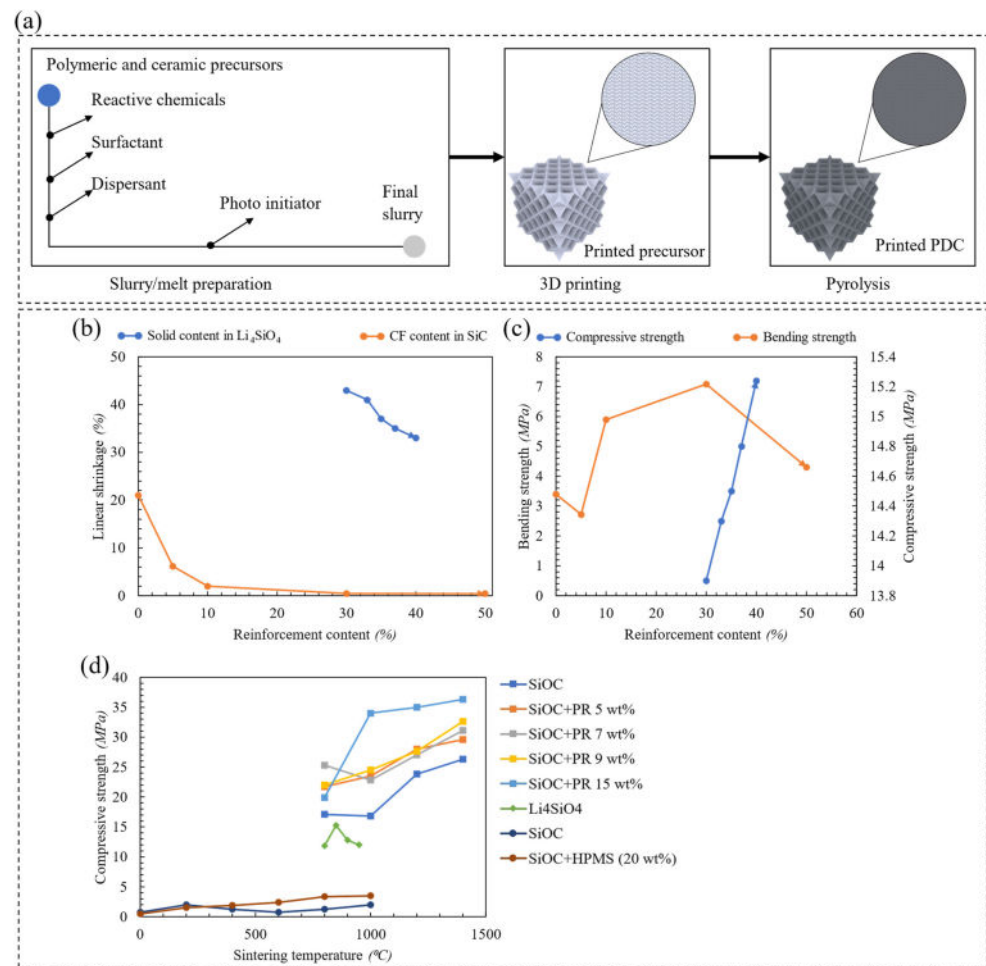 (a)
Polymeric and ceramic precursors
Reactive chemicals
Surfactant
Dispersant
Photo initiator
Final
slurry
Slurry/melt preparation
Printed precursor
3D printing
Printed PDC
Pyrolysis
(b)
Solid content in Li₄SiO₄
CF content in SiC
Linear shrinkage (%)
50
40
30
20
10
0
0 10 20 30 40 50
Reinforcement content (%)
(c)
Compressive strength
Bending strength
Bending strength (MPa)
8
7
6
5
4
3
2
1
0
15.4
15.2
15
14.8
14.6
14.4
14.2
14
13.8
Compressive strength (MPa)
0 10 20 30 40 50 60
Reinforcement content (%)
(d)
Compressive strength (MPa)
40
35
30
25
20
15
10
5
0
0 500 1000 1500
Sintering temperature (ºC)
SiOC
SiOC+PR 5 wt%
SiOC+PR 7 wt%
SiOC+PR 9 wt%
SiOC+PR 15 wt%
Li4SiO4
SiOC
SiOC+HPMS (20 wt%)